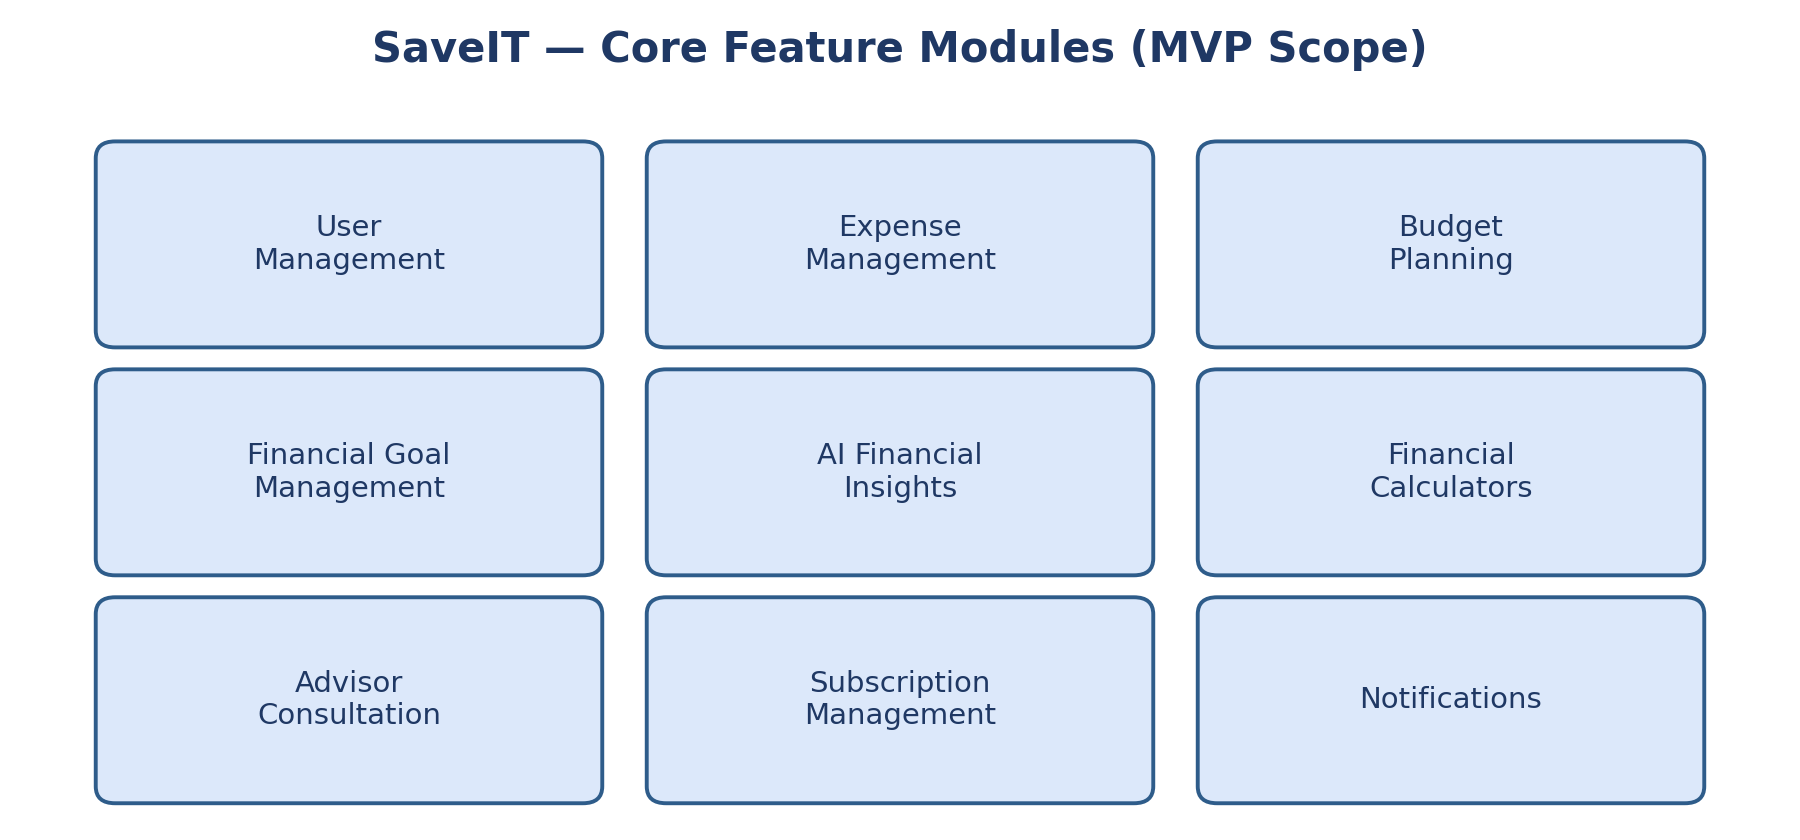 SaveIT — Core Feature Modules (MVP Scope)
User
Management
Expense
Management
Budget
Planning
Financial Goal
Management
AI Financial
Insights
Financial
Calculators
Advisor
Consultation
Subscription
Management
Notifications